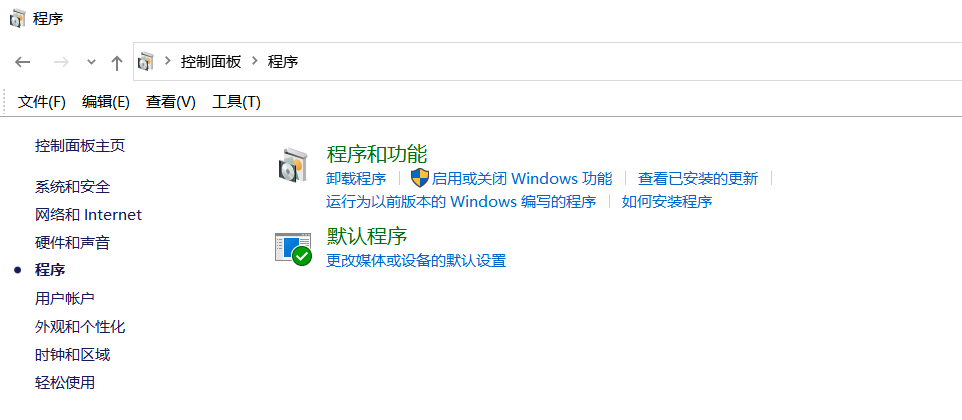 程序
控制面板 程序
文件(F) 编辑(E) 查看(V) 工具(T)
控制面板主页
系统和安全
网络和 Internet
硬件和声音
程序
用户帐户
外观和个性化
时钟和区域
轻松使用
程序和功能
卸载程序 启用或关闭 Windows 功能 查看已安装的更新
运行为以前版本的 Windows 编写的程序 如何安装程序
默认程序
更改媒体或设备的默认设置